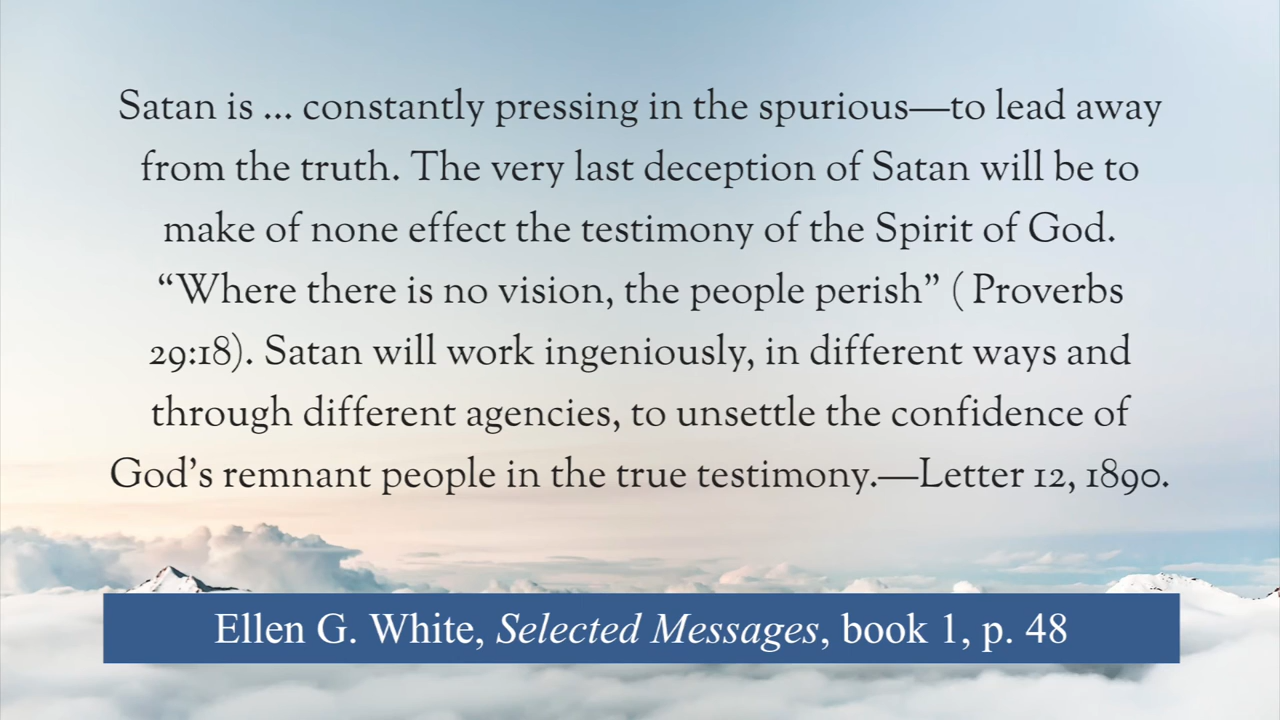 Satan is ... constantly pressing in the spurious—to lead away
from the truth. The very last deception of Satan will be to
make of none effect the testimony of the Spirit of God.
“Where there is no vision, the people perish” ( Proverbs
29:18). Satan will work ingeniously, in different ways and
through different agencies, to unsettle the confidence of
God’s remnant people in the true testimony.—Letter 12, 1890.
Ellen G. White, Selected Messages, book 1, p. 48